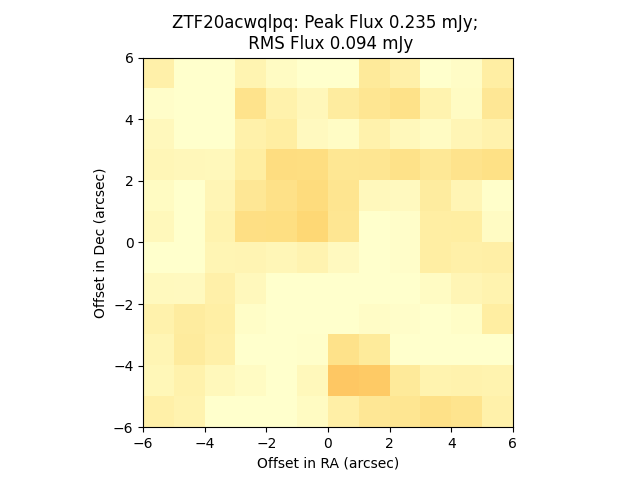 ZTF20acwqlpq: Peak Flux 0.235 mJy;
RMS Flux 0.094 mJy
6
4
2
0
−2
−4
−6
Offset in Dec (arcsec)
−6 −4 −2 0 2 4 6
Offset in RA (arcsec)